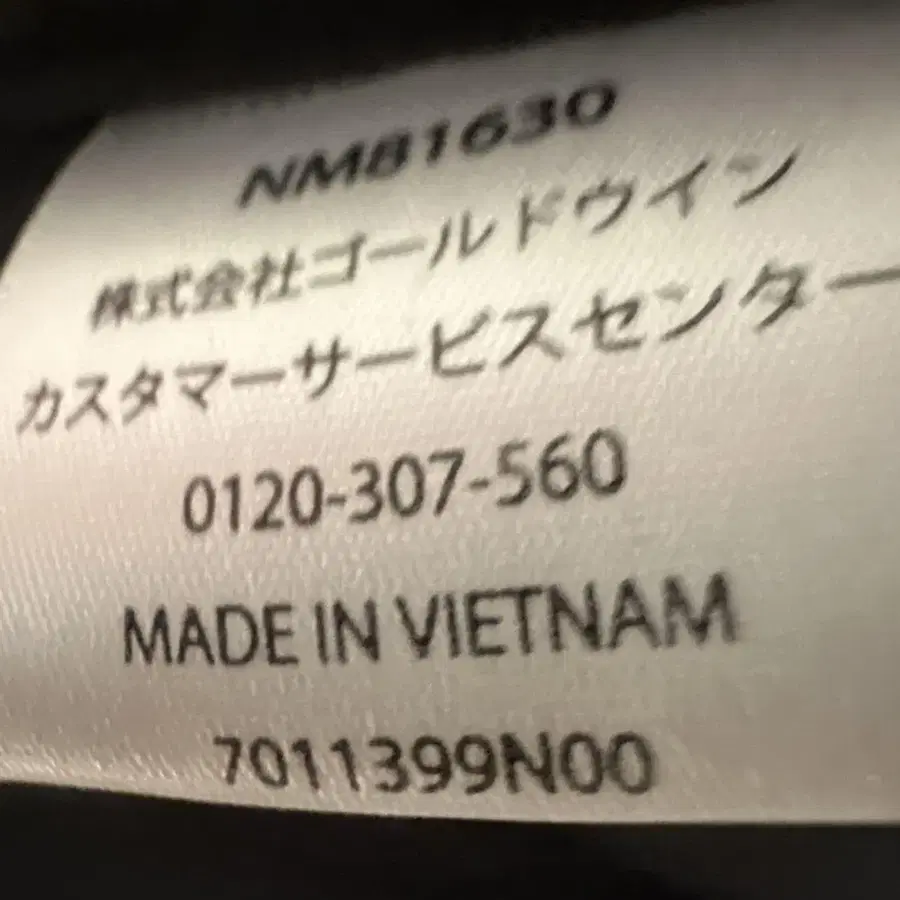 NM81630
株式会社ゴールドウイン
カスタマーサービスセンター
0120-307-560
MADE IN VIETNAM
7011399N00